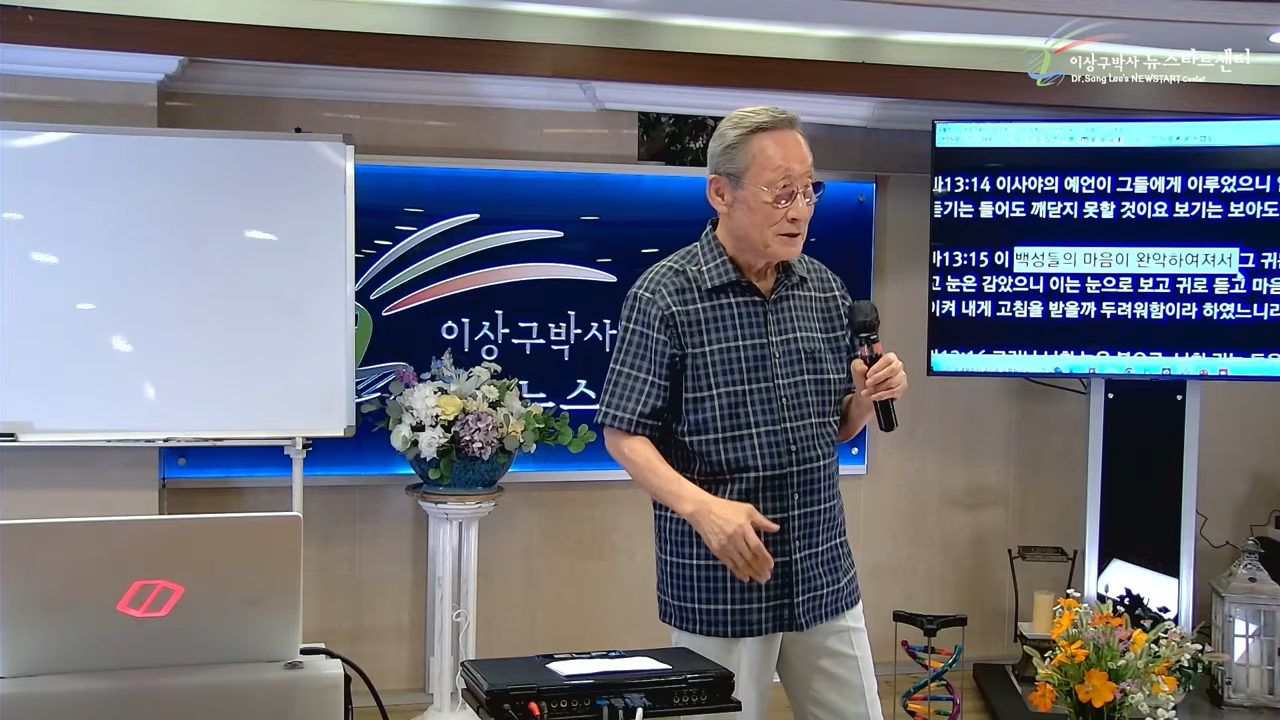 이상구박사 뉴스타트센터
Dr.Sang Lee's NEWSTART Center
이상구박사
뉴스
13:14 이사야의 예언이 그들에게 이루었으니
듣기는 들어도 깨닫지 못할 것이요 보기는 보아도
13:15 이 백성들의 마음이 완악하여져서 그 귀
눈은 감았으니 이는 눈으로 보고 귀로 듣고 마음
내게 고침을 받을까 두려워함이라 하였느니라